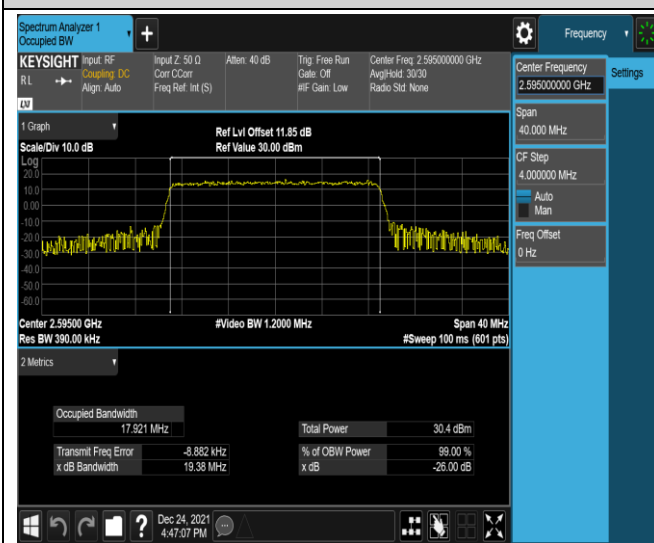 Spectrum Analyzer 1
Occupied BW
+
Frequency
KEYSIGHT
R L
LXI
Input: RF
Coupling: DC
Align: Auto
Input Z: 50 Ω
Corr CCorr
Freq Ref: Int (S)
Atten: 40 dB
Trig: Free Run
Gate: Off
#IF Gain: Low
Center Freq: 2.595000000 GHz
Avg|Hold: 30/30
Radio Std: None
Center Frequency
2.595000000 GHz
Settings
Span
40.000 MHz
CF Step
4.000000 MHz
Auto
Man
Freq Offset
0 Hz
1 Graph
Scale/Div 10.0 dB
Ref Lvl Offset 11.85 dB
Ref Value 30.00 dBm
Log
20.0
10.0
0.00
-10.0
-20.0
-30.0
-40.0
-50.0
-60.0
Center 2.59500 GHz
#Video BW 1.2000 MHz
Span 40 MHz
Res BW 390.00 kHz
#Sweep 100 ms (601 pts)
2 Metrics
Occupied Bandwidth
17.921 MHz
Total Power 30.4 dBm
Transmit Freq Error -8.882 kHz
% of OBW Power 99.00 %
x dB Bandwidth 19.38 MHz
x dB -26.00 dB
?
Dec 24, 2021
4:47:07 PM